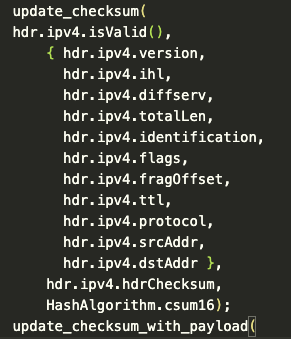 update_checksum(
hdr.ipv4.isValid(),
{ hdr.ipv4.version,
hdr.ipv4.ihl,
hdr.ipv4.diffserv,
hdr.ipv4.totalLen,
hdr.ipv4.identification,
hdr.ipv4.flags,
hdr.ipv4.fragOffset,
hdr.ipv4.ttl,
hdr.ipv4.protocol,
hdr.ipv4.srcAddr,
hdr.ipv4.dstAddr },
hdr.ipv4.hdrChecksum,
HashAlgorithm.csum16);
update_checksum_with_payload(